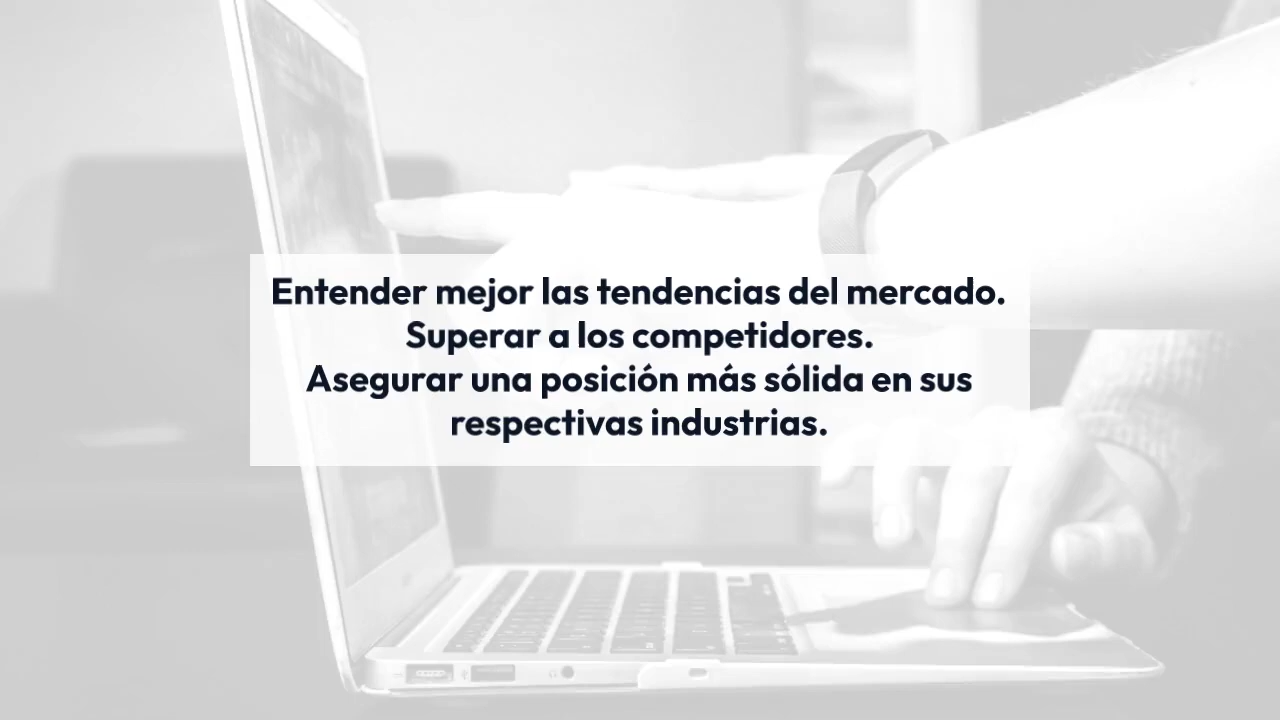 Entender mejor las tendencias del mercado.
Superar a los competidores.
Asegurar una posición más sólida en sus
respectivas industrias.